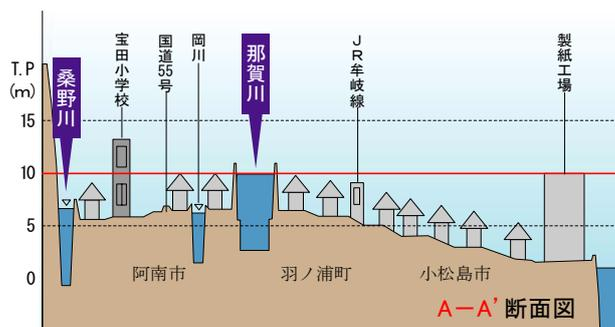 T.P
(m)
15
10
5
0
桑野川
宝田小学校
国道55号
岡川
那賀川
JR牟岐線
製紙工場
阿南市
羽ノ浦町
小松島市
A－A’断面図